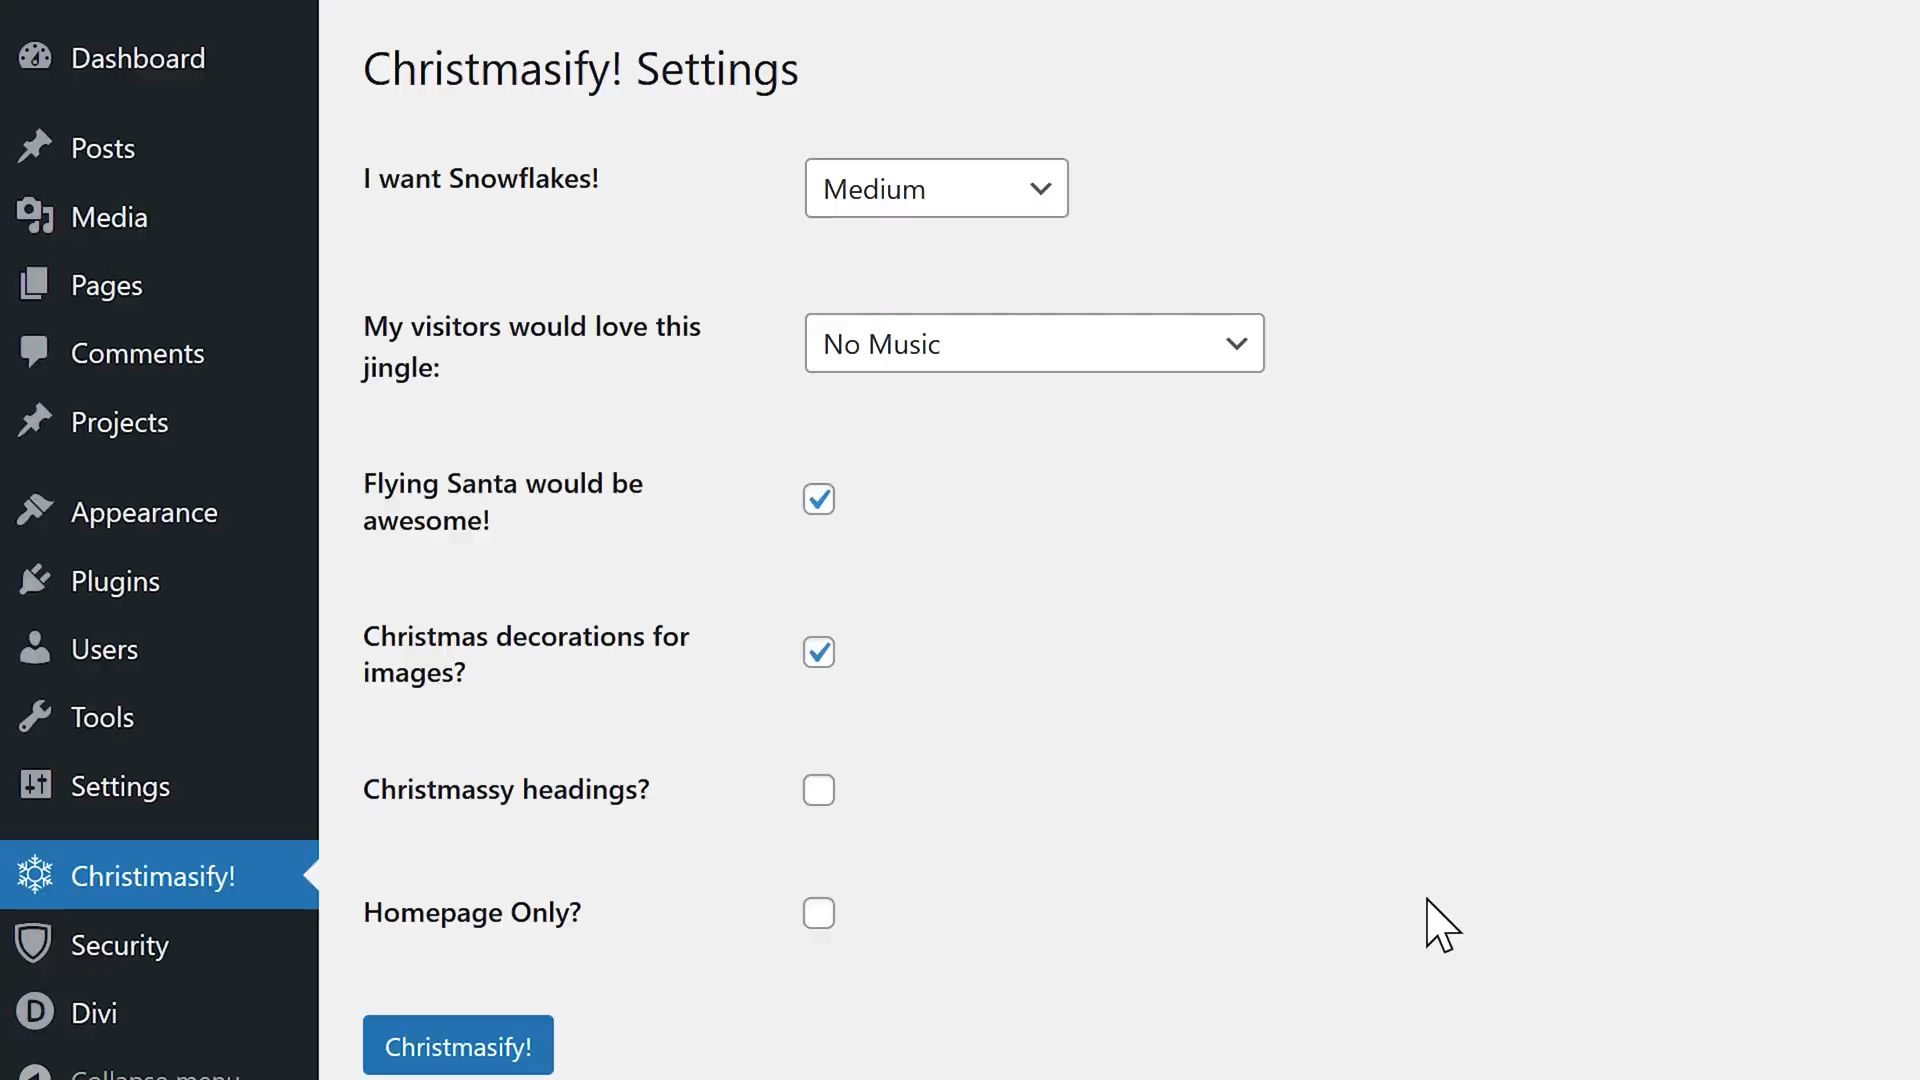 Dashboard
Posts
Media
Pages
Comments
Projects
Appearance
Plugins
Users
Tools
Settings
Christimasify!
Security
D
Divi
Collapse menu
Christmasify! Settings
I want Snowflakes!
Medium
My visitors would love this
jingle:
No Music
Flying Santa would be
awesome!
Christmas decorations for
images?
Christmassy headings?
Homepage Only?
Christmasify!